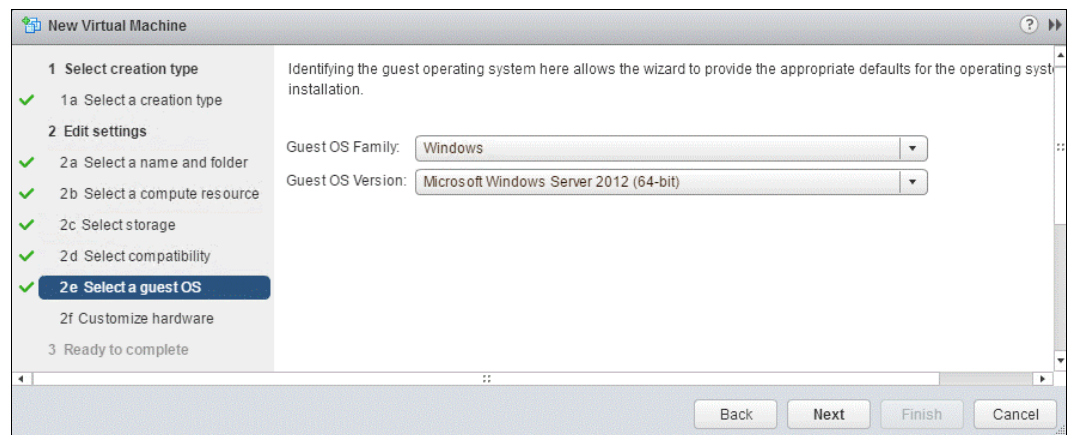 New Virtual Machine
1 Select creation type
1a Select a creation type
2 Edit settings
2a Select a name and folder
2b Select a compute resource
2c Select storage
2d Select compatibility
2e Select a guest OS
2f Customize hardware
3 Ready to complete
Identifying the guest operating system here allows the wizard to provide the appropriate defaults for the operating syst
installation.
Guest OS Family: Windows
Guest OS Version: Microsoft Windows Server 2012 (64-bit)
Back Next Finish Cancel